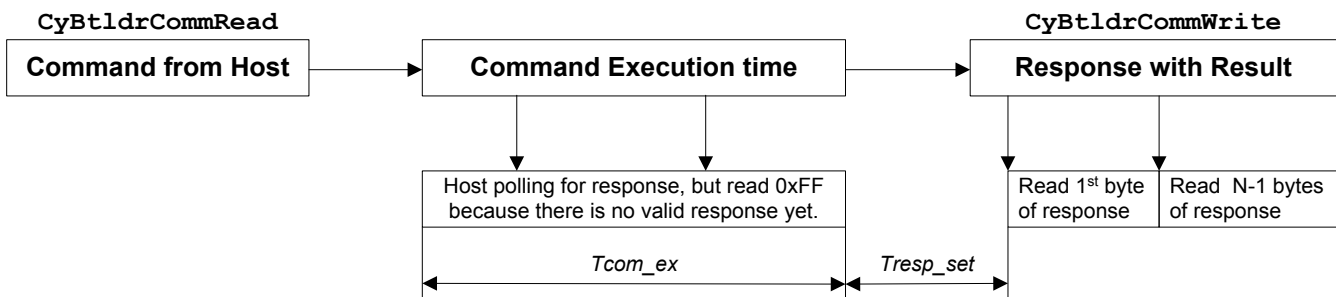 CyBtldrCommRead
CyBtldrCommWrite
Command from Host
Command Execution time
Response with Result
Host polling for response, but read 0xFF
because there is no valid response yet.
Read 1st byte
of response
Read N-1 bytes
of response
Tcom_ex
Tresp_set